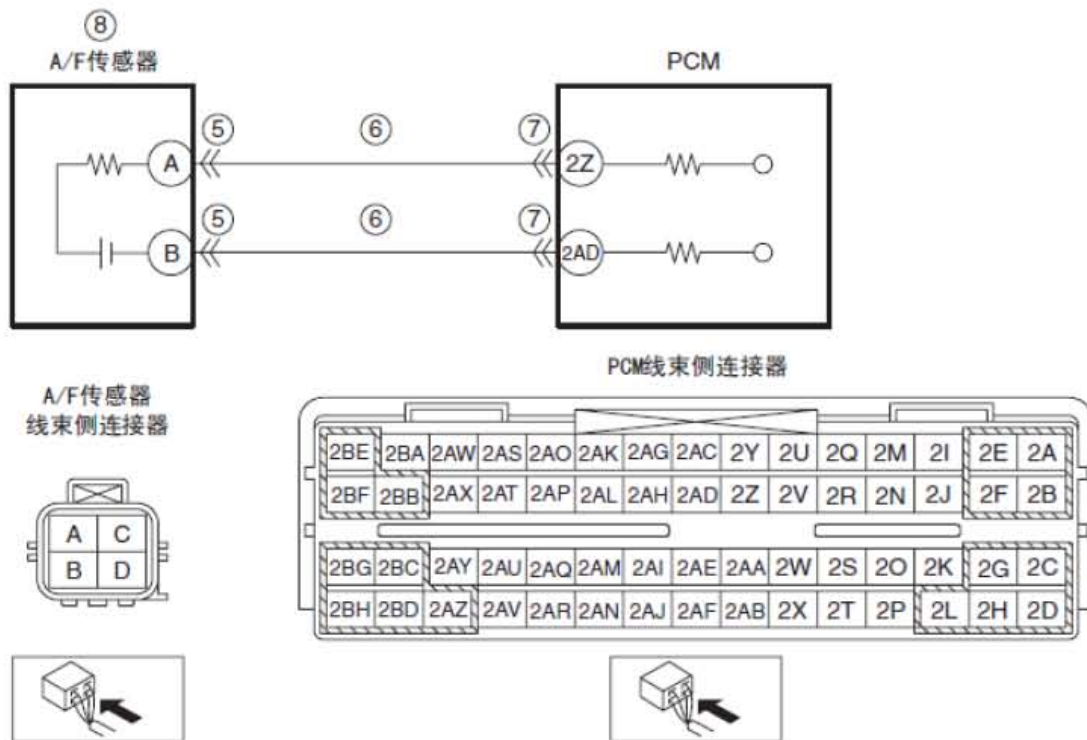 ⑧
A/F传感器
PCM
⑤ ⑥ ⑦
A 2Z
⑤ ⑥ ⑦
B 2AD
PCM线束侧连接器
A/F传感器
线束侧连接器
A C
B D
2BE 2BA 2AW 2AS 2AO 2AK 2AG 2AC 2Y 2U 2Q 2M 2I 2E 2A
2BF 2BB 2AX 2AT 2AP 2AL 2AH 2AD 2Z 2V 2R 2N 2J 2F 2B
2BG 2BC 2AY 2AU 2AQ 2AM 2AI 2AE 2AA 2W 2S 2O 2K 2G 2C
2BH 2BD 2AZ 2AV 2AR 2AN 2AJ 2AF 2AB 2X 2T 2P 2L 2H 2D